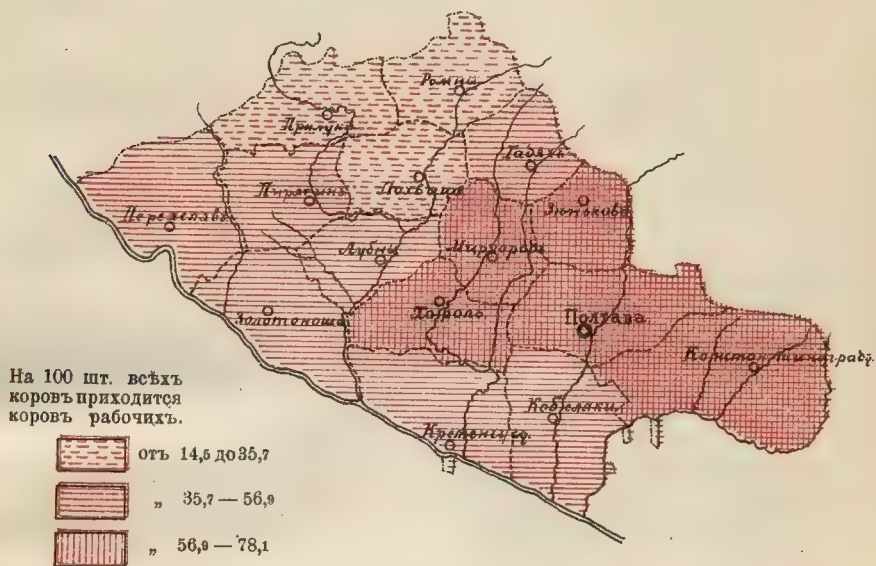 Ромны
Прилуки
Гадячъ
Пирятинъ
Лохвица
Зѣньковъ
Переяславъ
Лубны
Миргородъ
Золотоноша
Хоролъ
Полтава
Константиноградъ.
На 100 шт. всѣхъ
коровъ приходится
коровъ рабочихъ.
Кобеляки
Кременчугъ.
отъ 14,5 до 35,7
„ 35,7 — 56,9
„ 56,9 — 78,1